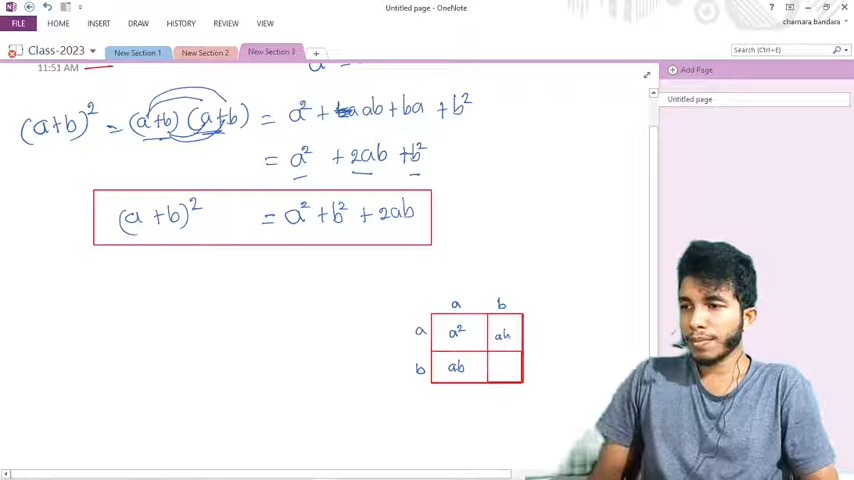 Untitled page - OneNote
chamara bandara
FILE HOME INSERT DRAW HISTORY REVIEW VIEW
Class-2023 New Section 1 New Section 2 New Section 3 +
Search (Ctrl+E)
Add Page
Untitled page
11:51 AM
(a+b)² = (a+b) (a+b) = a² + ab + ba + b²
= a² + 2ab + b²
(a + b)² = a² + b² + 2ab
a b
a a² ab
b ab